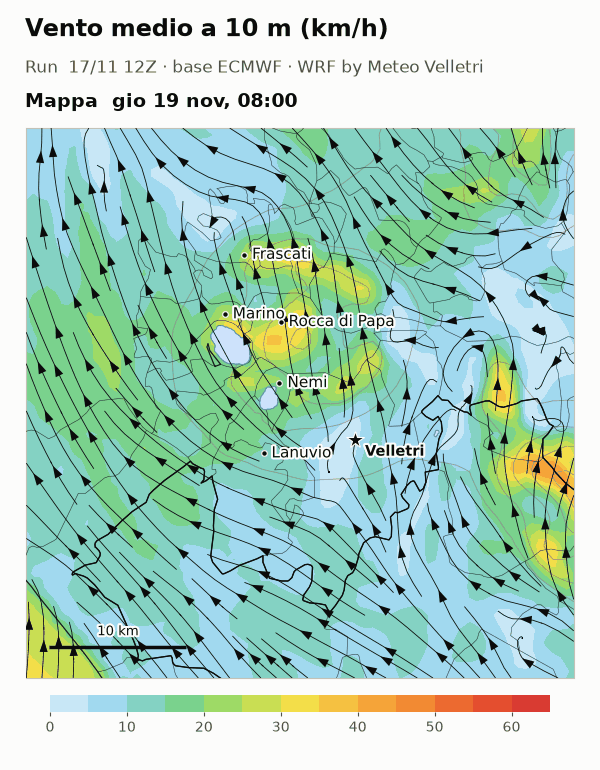 Vento medio a 10 m (km/h)
Run  17/11 12Z · base ECMWF · WRF by Meteo Velletri
Mappa  gio 19 nov, 08:00
Frascati
Marino
Rocca di Papa
Nemi
Velletri
Lanuvio
10 km
0 10 20 30 40 50 60